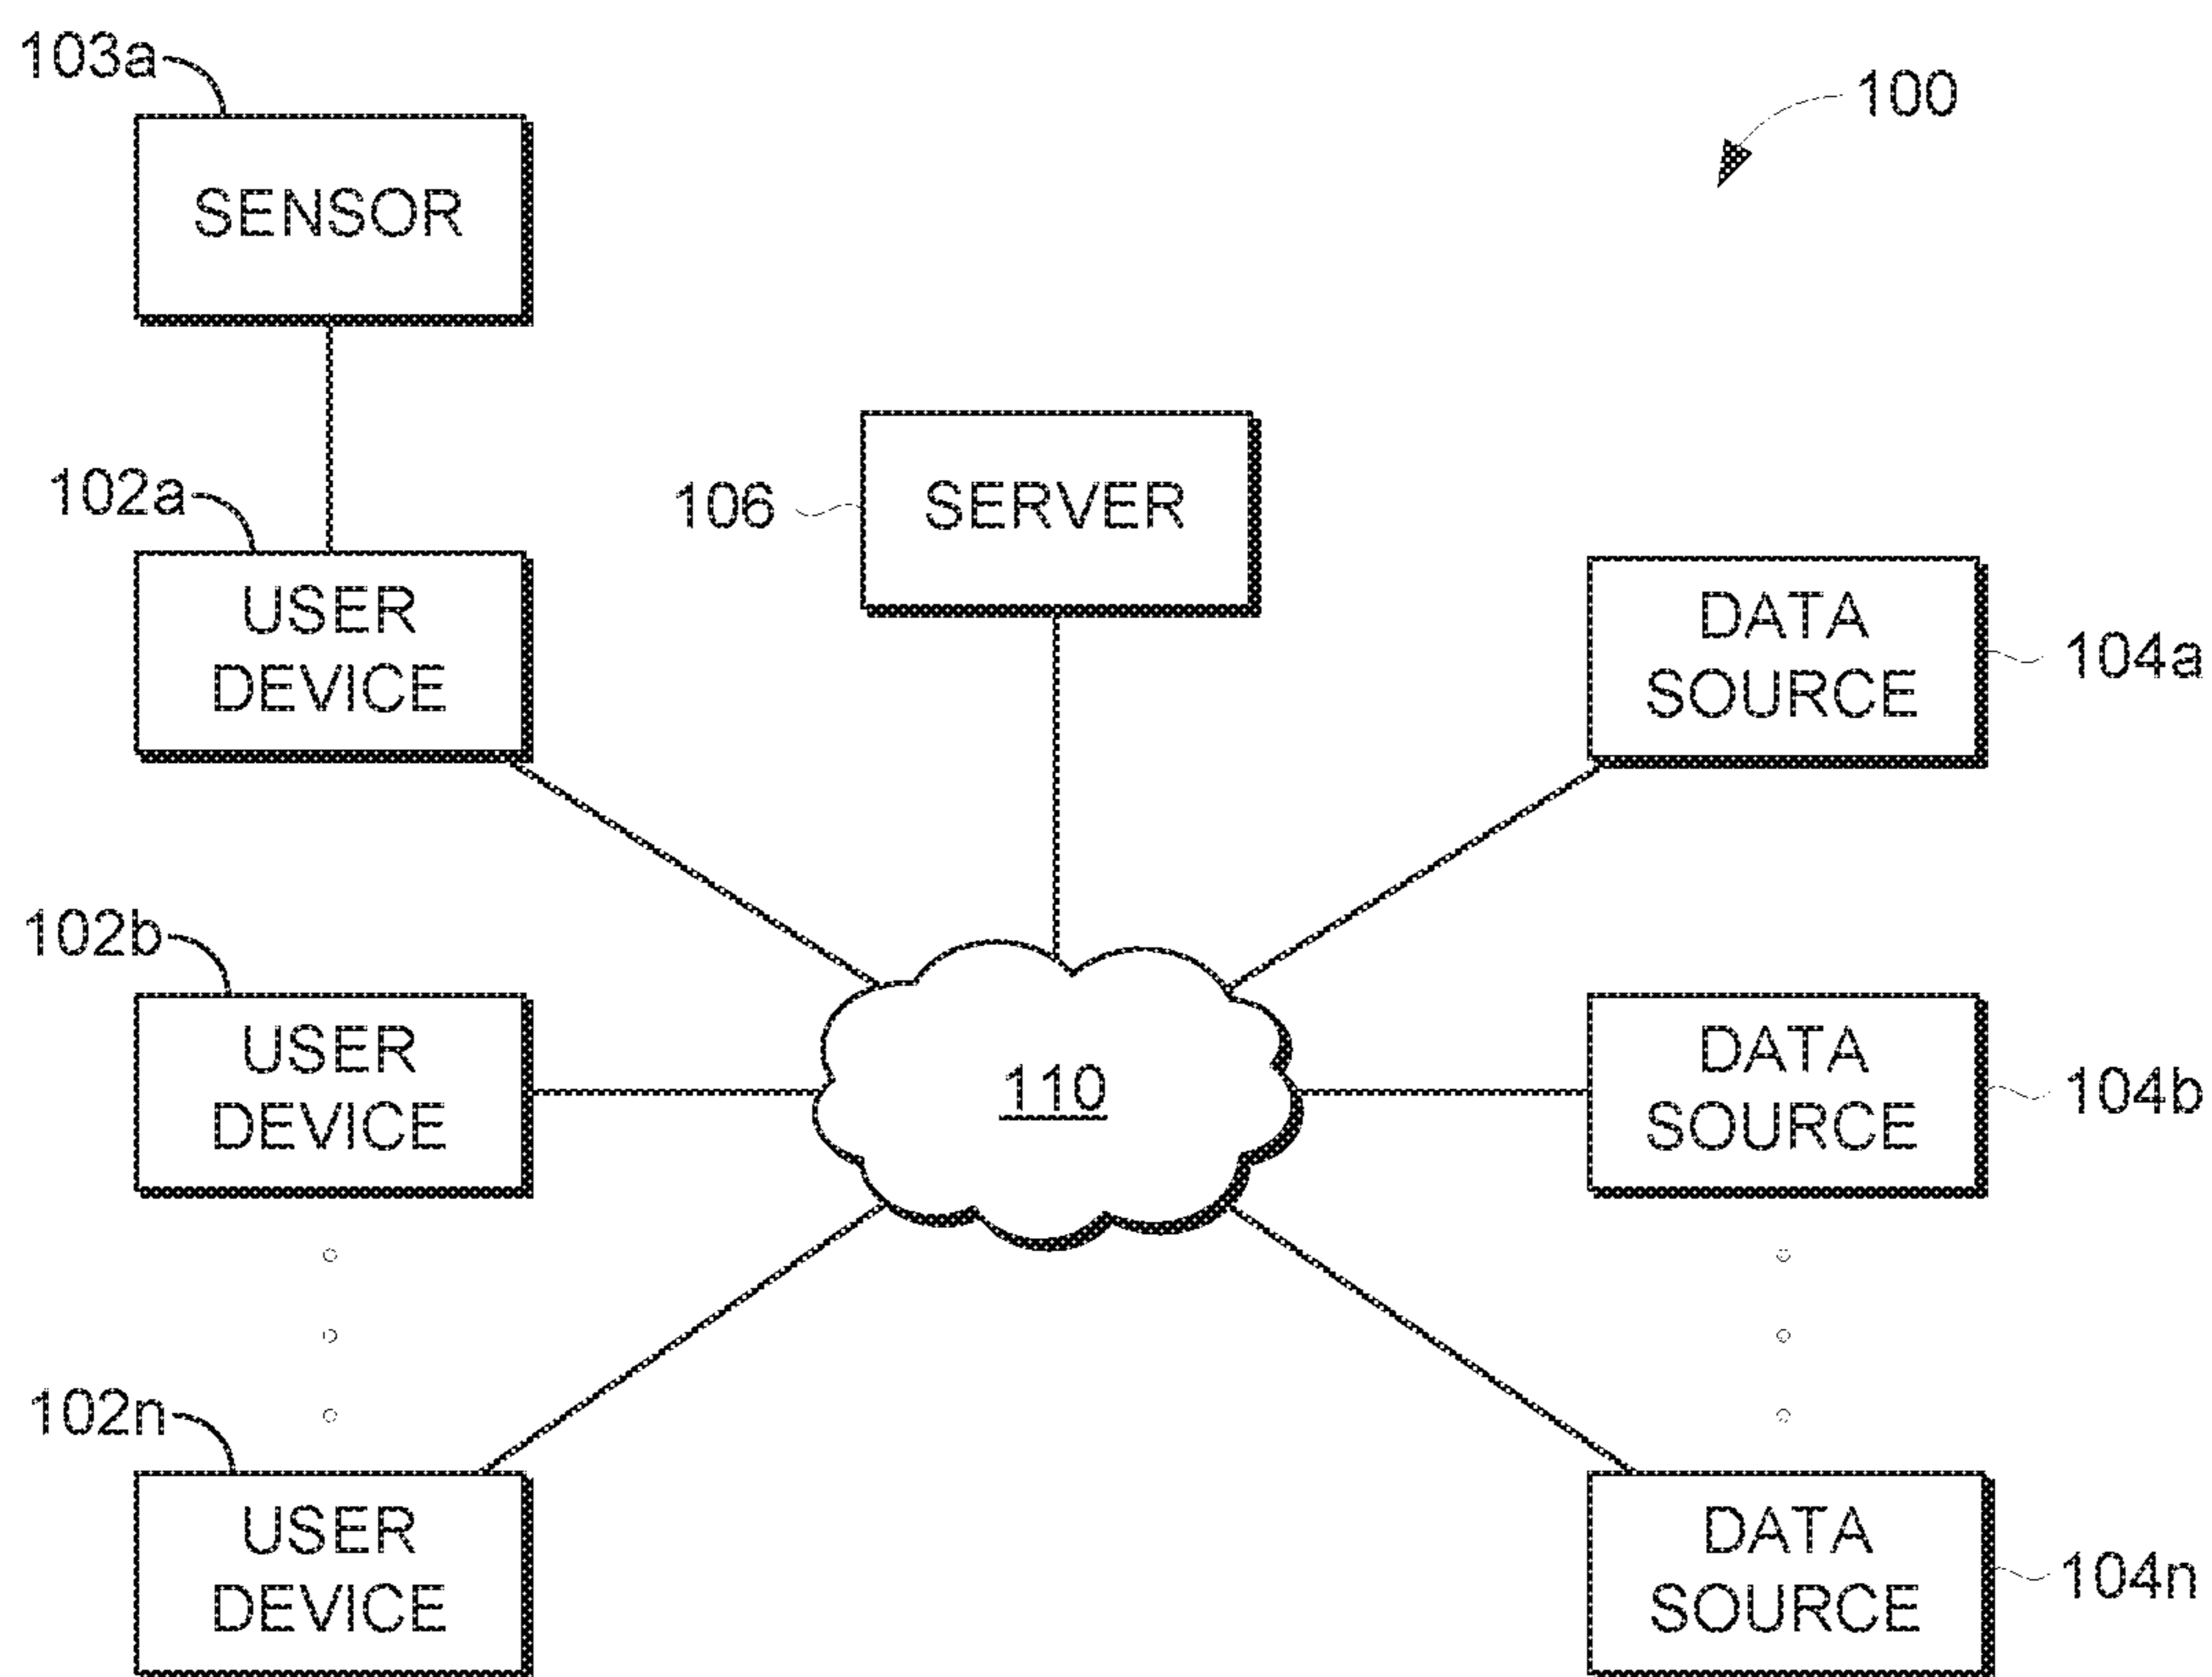 103a
100
SENSOR
102a
106
SERVER
USER
DEVICE
DATA
SOURCE
104a
102b
USER
DEVICE
110
DATA
SOURCE
104b
102n
USER
DEVICE
DATA
SOURCE
104n